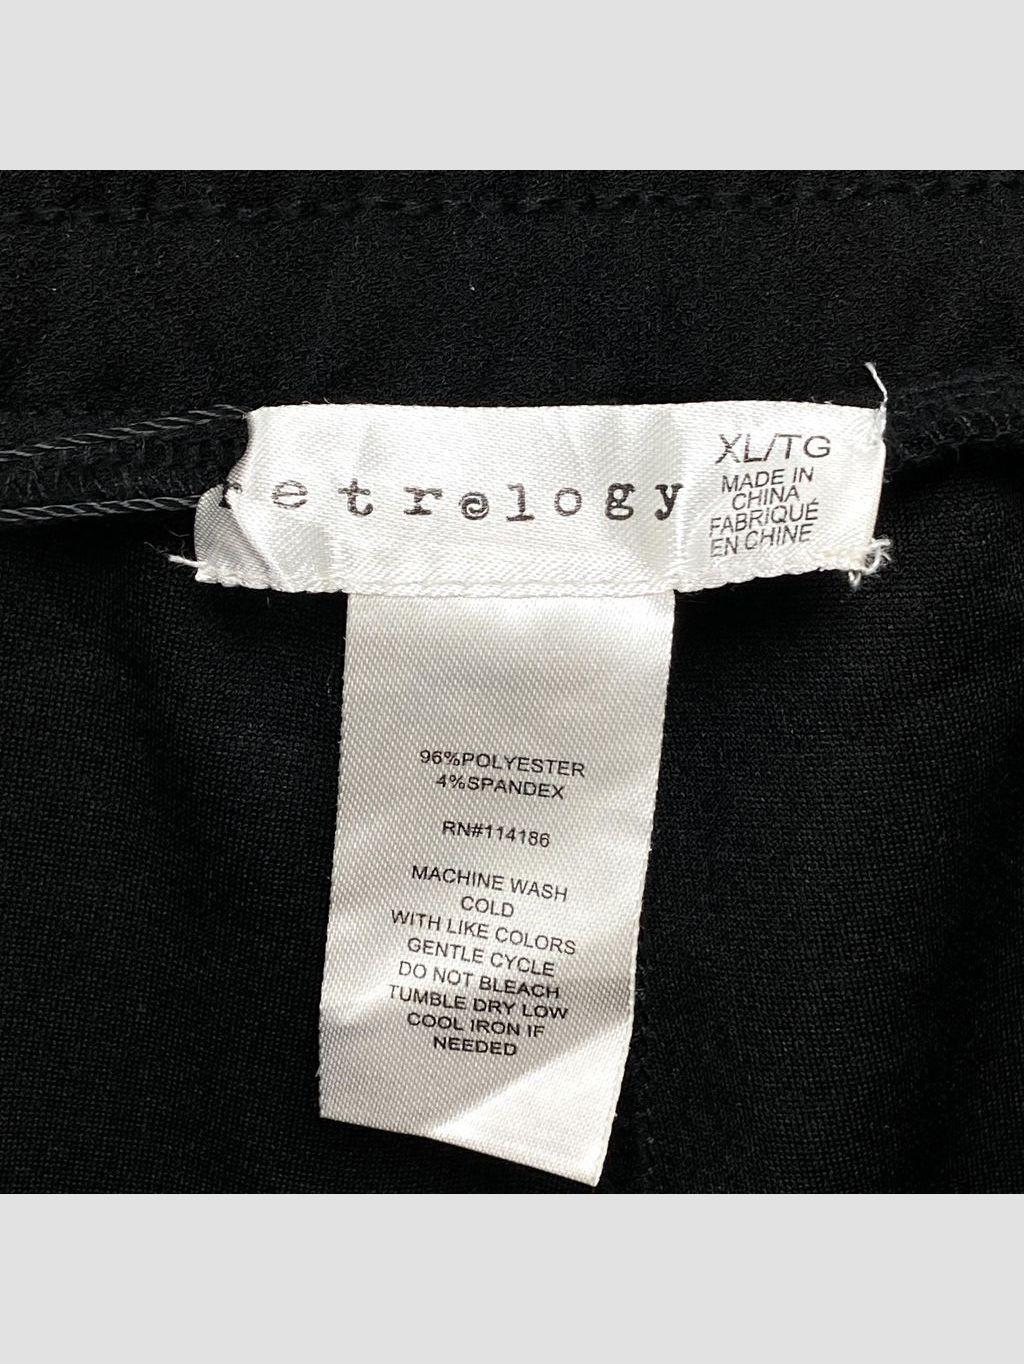 retrology
XL/TG
MADE IN
CHINA
FABRIQUÉ
EN CHINE
96%POLYESTER
4%SPANDEX
RN#114186
MACHINE WASH
COLD
WITH LIKE COLORS
GENTLE CYCLE
DO NOT BLEACH
TUMBLE DRY LOW
COOL IRON IF
NEEDED